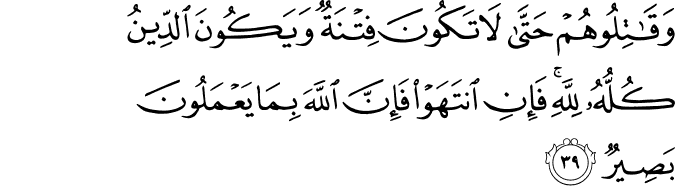 وَقَٰتِلُوهُمْ حَتَّىٰ لَا تَكُونَ فِتْنَةٌ وَيَكُونَ ٱلدِّينُ
كُلُّهُۥ لِلَّهِ ۚ فَإِنِ ٱنتَهَوْا۟ فَإِنَّ ٱللَّهَ بِمَا يَعْمَلُونَ
بَصِيرٌ ٣٩